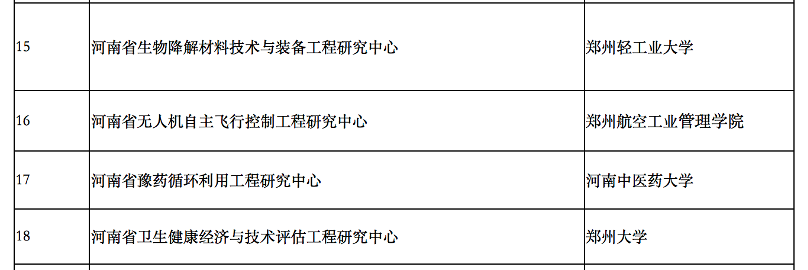 15 河南省生物降解材料技术与装备工程研究中心 郑州轻工业大学
16 河南省无人机自主飞行控制工程研究中心 郑州航空工业管理学院
17 河南省豫药循环利用工程研究中心 河南中医药大学
18 河南省卫生健康经济与技术评估工程研究中心 郑州大学